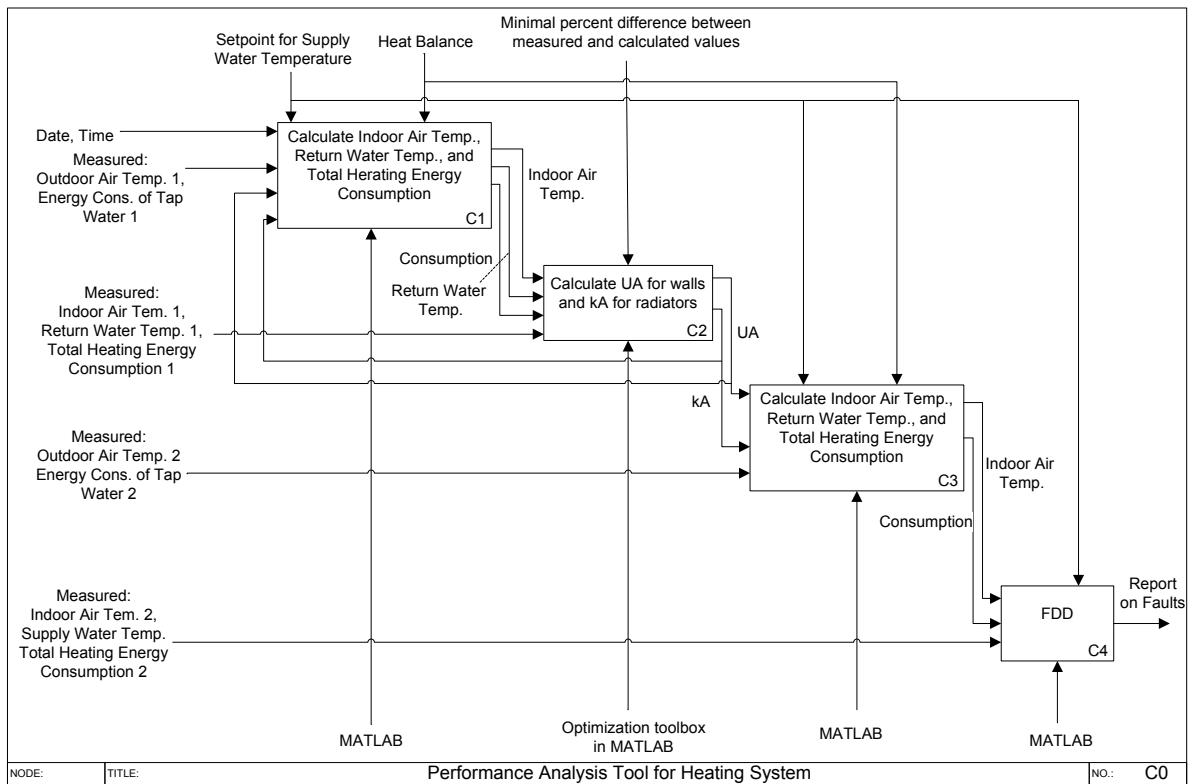 Minimal percent difference between
measured and calculated values
Setpoint for Supply
Water Temperature
Heat Balance
Date, Time
Measured:
Outdoor Air Temp. 1,
Energy Cons. of Tap
Water 1
Calculate Indoor Air Temp.,
Return Water Temp., and
Total Herating Energy
Consumption
C1
Indoor Air
Temp.
Consumption
Return Water
Temp.
Calculate UA for walls
and kA for radiators
C2
Measured:
Indoor Air Tem. 1,
Return Water Temp. 1,
Total Heating Energy
Consumption 1
UA
kA
Calculate Indoor Air Temp.,
Return Water Temp., and
Total Herating Energy
Consumption
C3
Measured:
Outdoor Air Temp. 2
Energy Cons. of Tap
Water 2
Indoor Air
Temp.
Consumption
Measured:
Indoor Air Tem. 2,
Supply Water Temp.
Total Heating Energy
Consumption 2
FDD
C4
Report
on Faults
MATLAB
Optimization toolbox
in MATLAB
MATLAB
MATLAB
NODE:
TITLE:
Performance Analysis Tool for Heating System
NO.:
C0